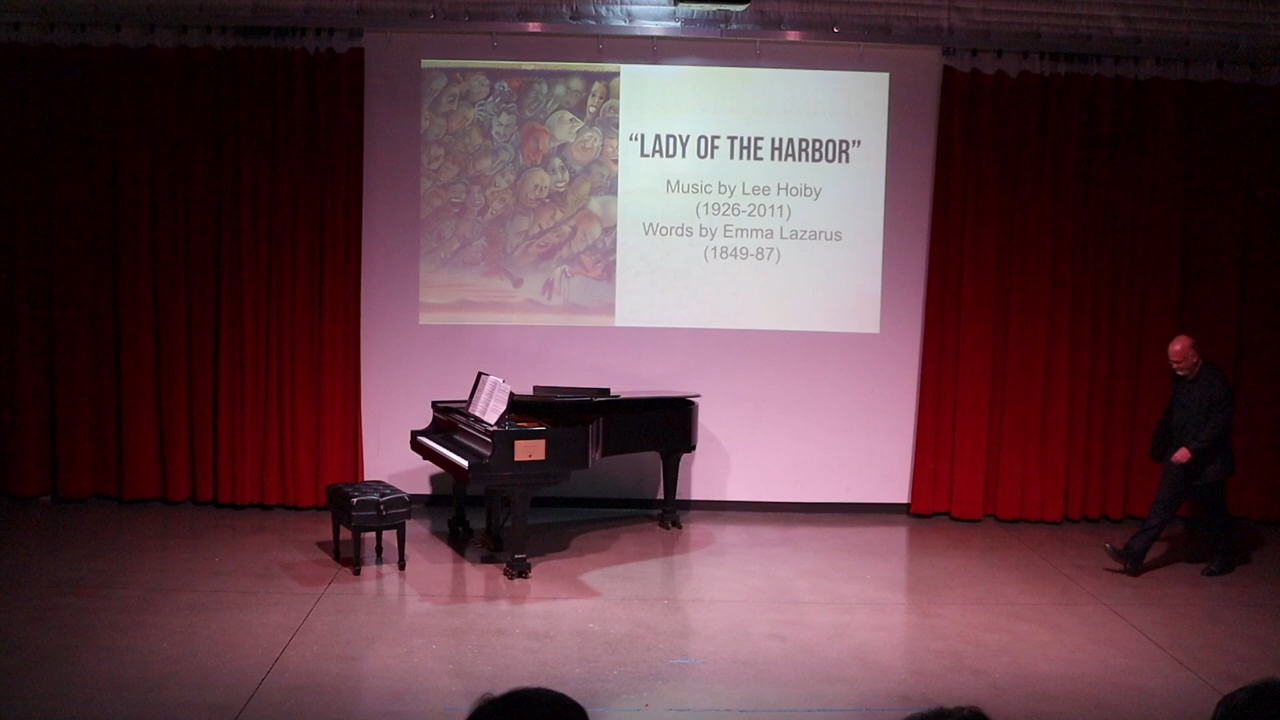 “LADY OF THE HARBOR”
Music by Lee Hoiby
(1926-2011)
Words by Emma Lazarus
(1849-87)